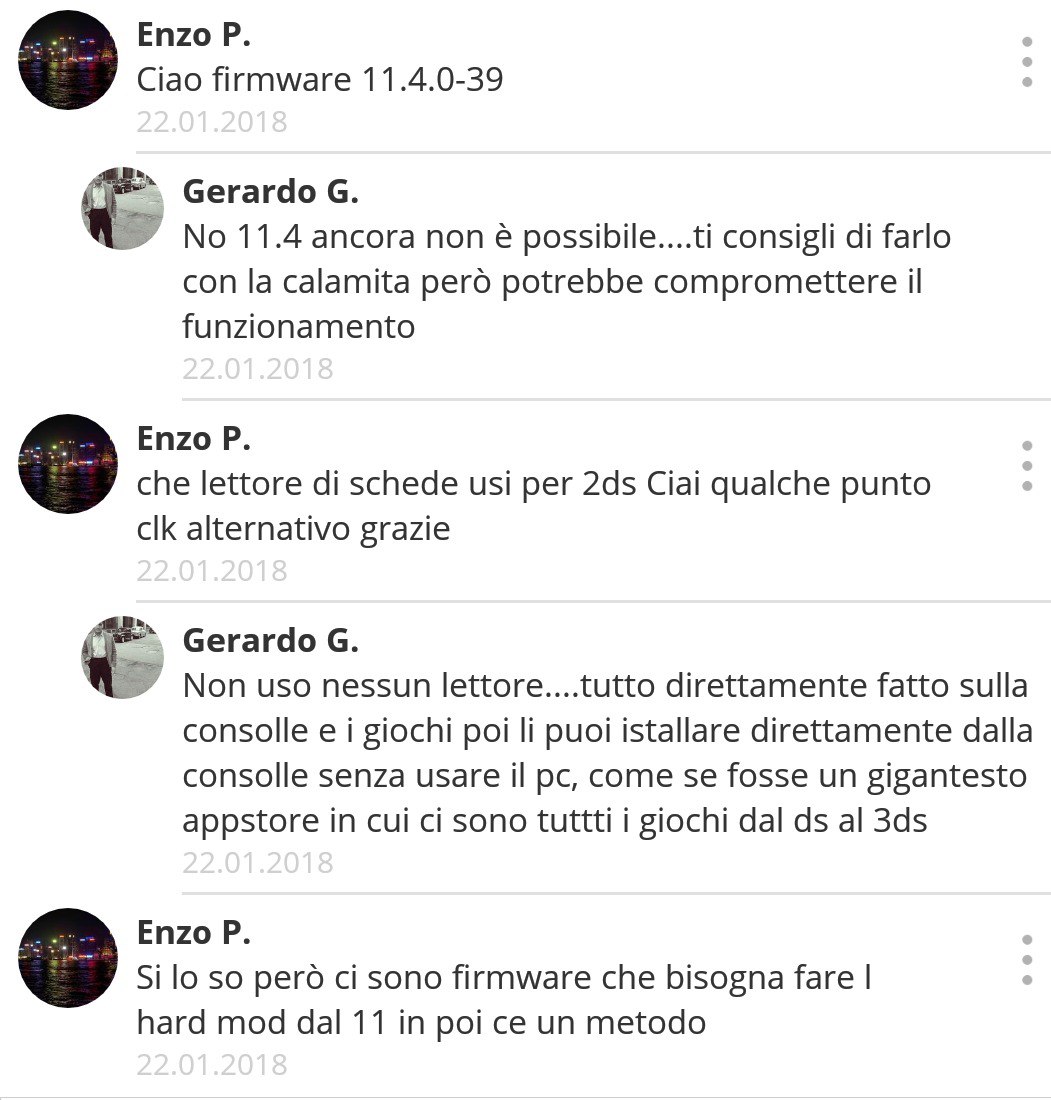 Enzo P.
Ciao firmware 11.4.0-39
22.01.2018
Gerardo G.
No 11.4 ancora non è possibile....ti consigli di farlo
con la calamita però potrebbe compromettere il
funzionamento
22.01.2018
Enzo P.
che lettore di schede usi per 2ds Ciai qualche punto
clk alternativo grazie
22.01.2018
Gerardo G.
Non uso nessun lettore....tutto direttamente fatto sulla
consolle e i giochi poi li puoi istallare direttamente dalla
consolle senza usare il pc, come se fosse un gigantesto
appstore in cui ci sono tuttti i giochi dal ds al 3ds
22.01.2018
Enzo P.
Si lo so però ci sono firmware che bisogna fare l
hard mod dal 11 in poi ce un metodo
22.01.2018